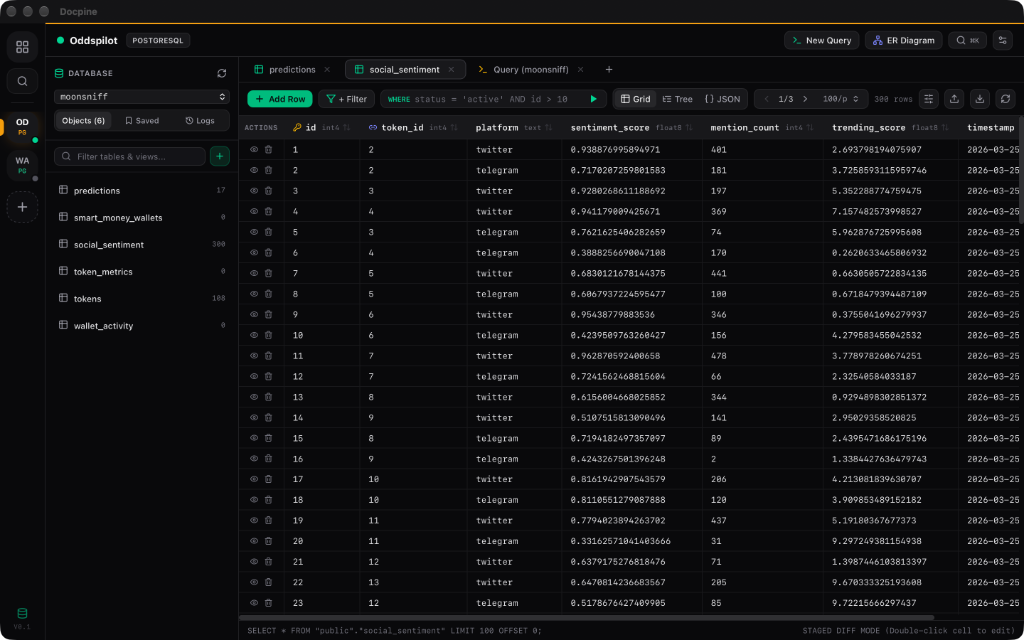 Docpine
Oddspilot POSTGRESQL
New Query ER Diagram ⌘K
DATABASE
moonsniff
Objects (6) Saved Logs
Filter tables & views...
predictions 17
smart_money_wallets 0
social_sentiment 300
token_metrics 0
tokens 108
wallet_activity 0
OD
PG
WA
PG
V0.1
predictions × social_sentiment × Query (moonsniff) × +
+ Add Row + Filter WHERE status = 'active' AND id > 10 Grid Tree {} JSON < 1/3 > 100/p 300 rows
ACTIONS id int4 token_id int4 platform text sentiment_score float8 mention_count int4 trending_score float8 timestamp
1 2 twitter 0.938876995894971 401 2.693798194075907 2026-03-25
2 2 telegram 0.7170207259801583 181 3.7258593115959746 2026-03-25
3 3 twitter 0.9280268611188692 197 5.352288774759475 2026-03-25
4 4 twitter 0.941179009425671 369 7.157482573998527 2026-03-25
5 3 telegram 0.7621625406282659 74 5.962876725995608 2026-03-25
6 4 telegram 0.3888256690047108 170 0.2620633465806932 2026-03-25
7 5 twitter 0.6830121678144375 441 0.6630505722834135 2026-03-25
8 5 telegram 0.6067937224595477 100 0.6718479394487109 2026-03-25
9 6 twitter 0.95438779883536 346 0.3755041696279937 2026-03-25
10 6 telegram 0.4239509763260427 156 4.279583455042532 2026-03-25
11 7 twitter 0.962870592400658 478 3.778978260674251 2026-03-25
12 7 telegram 0.7241562468815604 66 2.32540584033187 2026-03-25
13 8 twitter 0.6156004668025852 344 0.9294898302851372 2026-03-25
14 9 twitter 0.5107515813090496 141 2.95029358520825 2026-03-25
15 8 telegram 0.7194182497357097 89 2.4395471686175196 2026-03-25
16 9 telegram 0.4243267501396248 2 1.3384427636479743 2026-03-25
17 10 twitter 0.8161942907543579 206 4.213081839630707 2026-03-25
18 10 telegram 0.8110551279087888 120 3.909853489152182 2026-03-25
19 11 twitter 0.7794023894263702 437 5.19180367677373 2026-03-25
20 11 telegram 0.33162571041403666 31 9.297249381154938 2026-03-25
21 12 twitter 0.6379175276818476 71 1.3987446103813397 2026-03-25
22 13 twitter 0.6470814236683567 205 9.670333325193608 2026-03-25
23 12 telegram 0.5178676427409905 85 9.72215666297437 2026-03-25
SELECT * FROM "public"."social_sentiment" LIMIT 100 OFFSET 0; STAGED DIFF MODE (Double-click cell to edit)